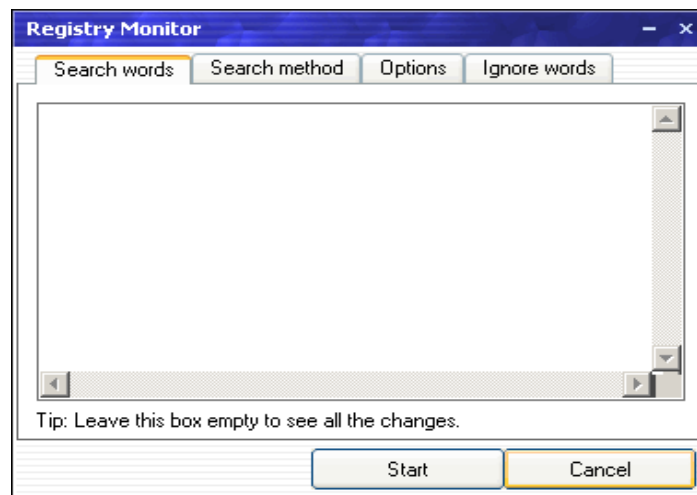 Registry Monitor
Search words Search method Options Ignore words
Tip: Leave this box empty to see all the changes.
Start Cancel